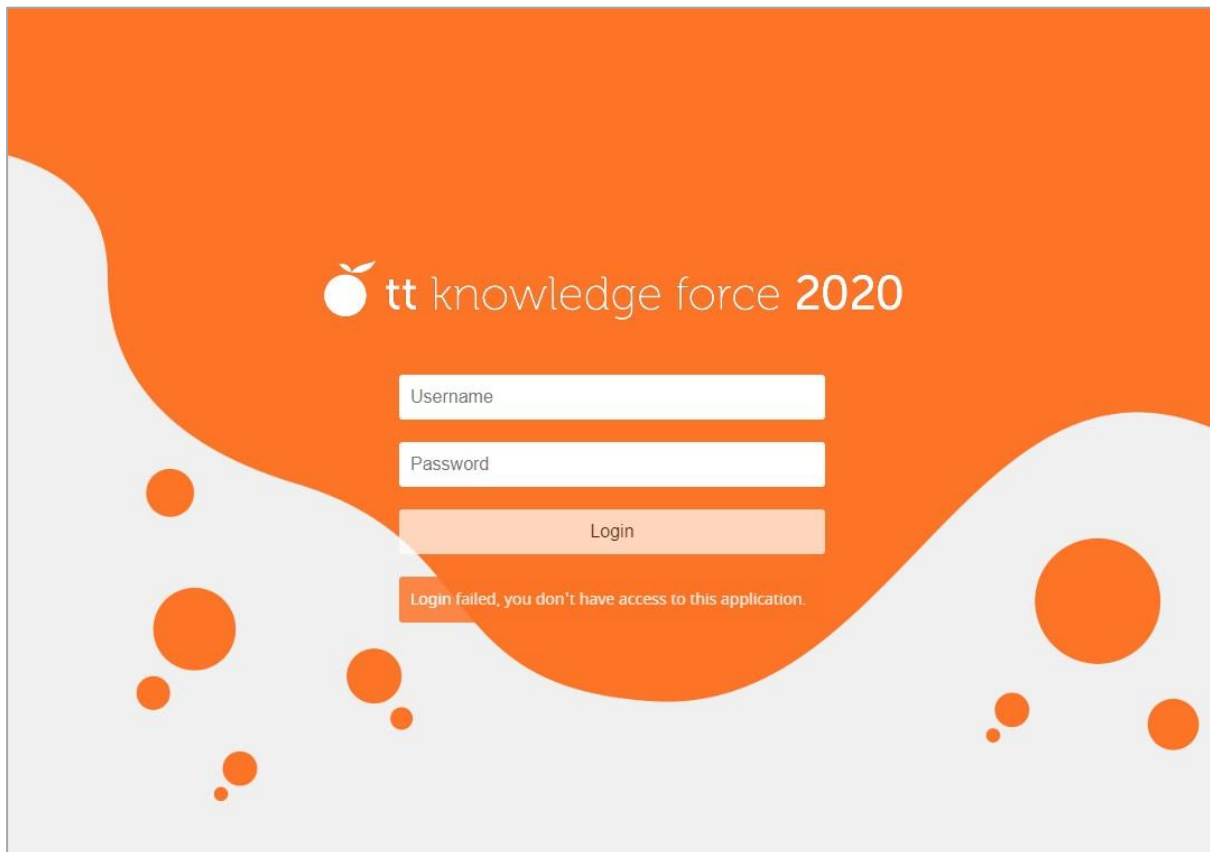 tt knowledge force 2020
Username
Password
Login
Login failed, you don't have access to this application.